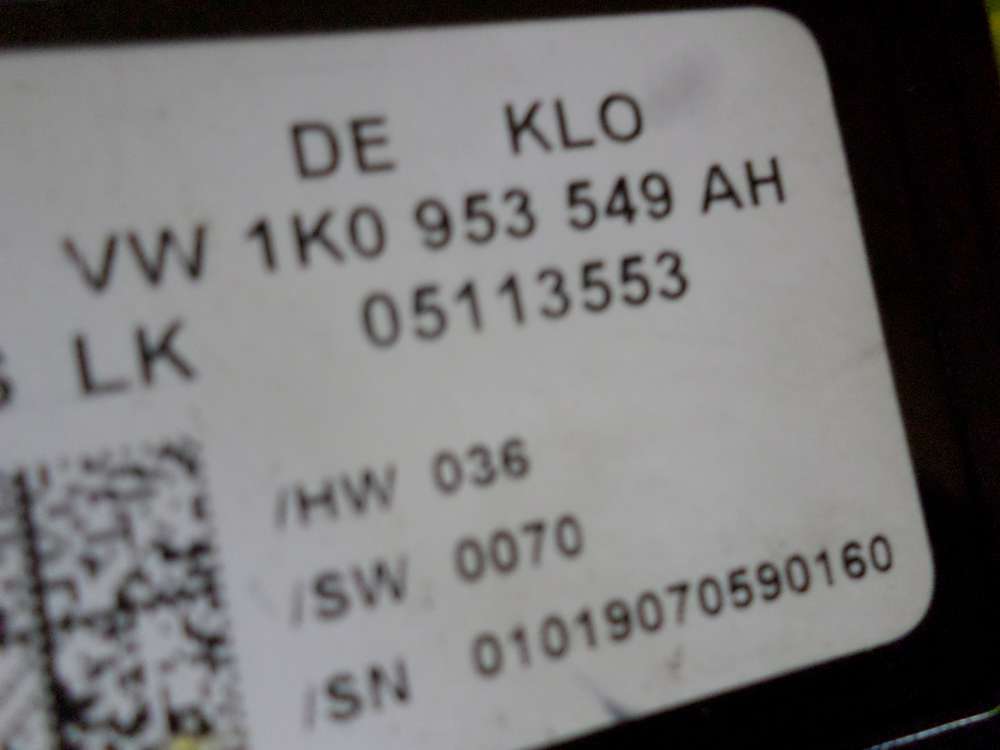 DE KLO
VW 1K0 953 549 AH
05113553
LK
/HW 036
/SW 0070
/SN 01019070590160